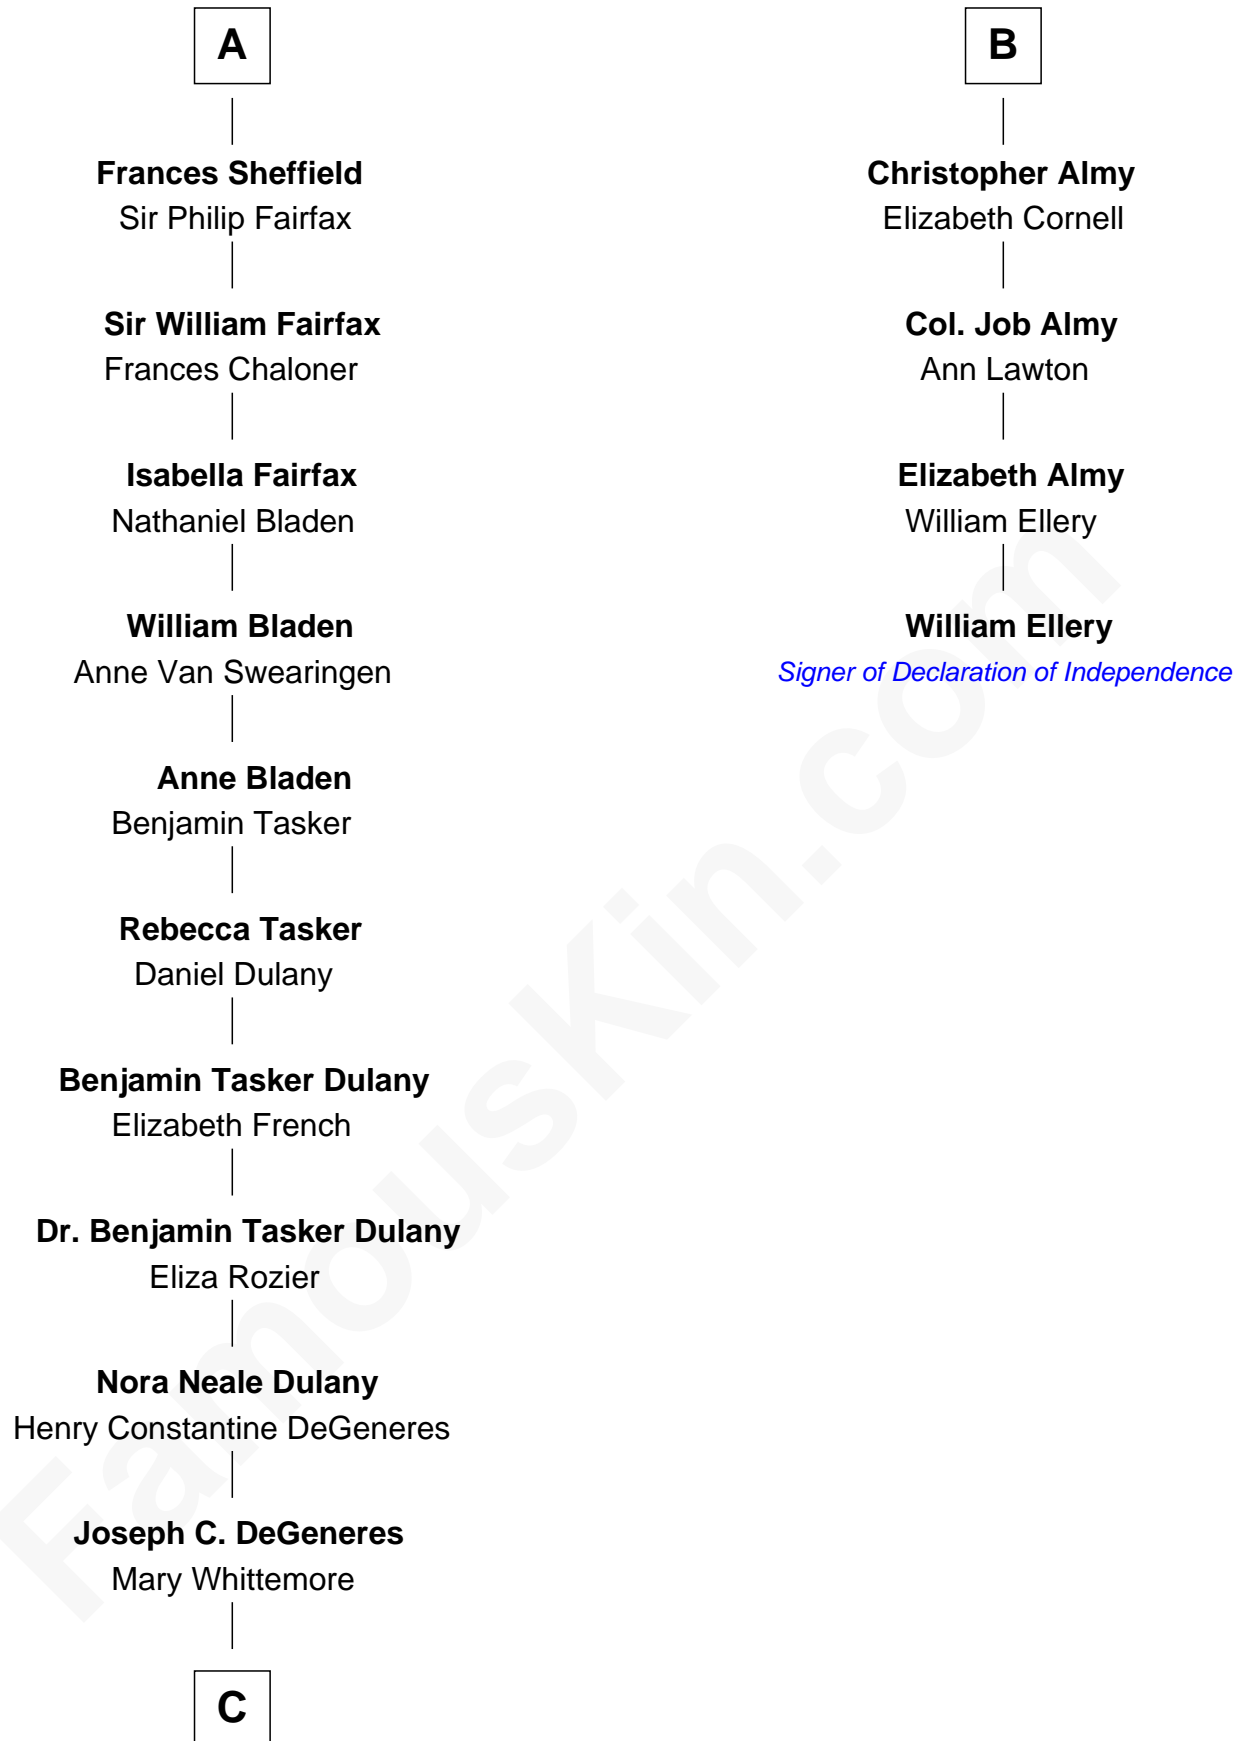 A
Frances Sheffield
Sir Philip Fairfax
Sir William Fairfax
Frances Chaloner
Isabella Fairfax
Nathaniel Bladen
William Bladen
Anne Van Swearingen
Anne Bladen
Benjamin Tasker
Rebecca Tasker
Daniel Dulany
Benjamin Tasker Dulany
Elizabeth French
Dr. Benjamin Tasker Dulany
Eliza Rozier
Nora Neale Dulany
Henry Constantine DeGeneres
Joseph C. DeGeneres
Mary Whittemore
C
B
Christopher Almy
Elizabeth Cornell
Col. Job Almy
Ann Lawton
Elizabeth Almy
William Ellery
William Ellery
Signer of Declaration of Independence
FamousKin.com